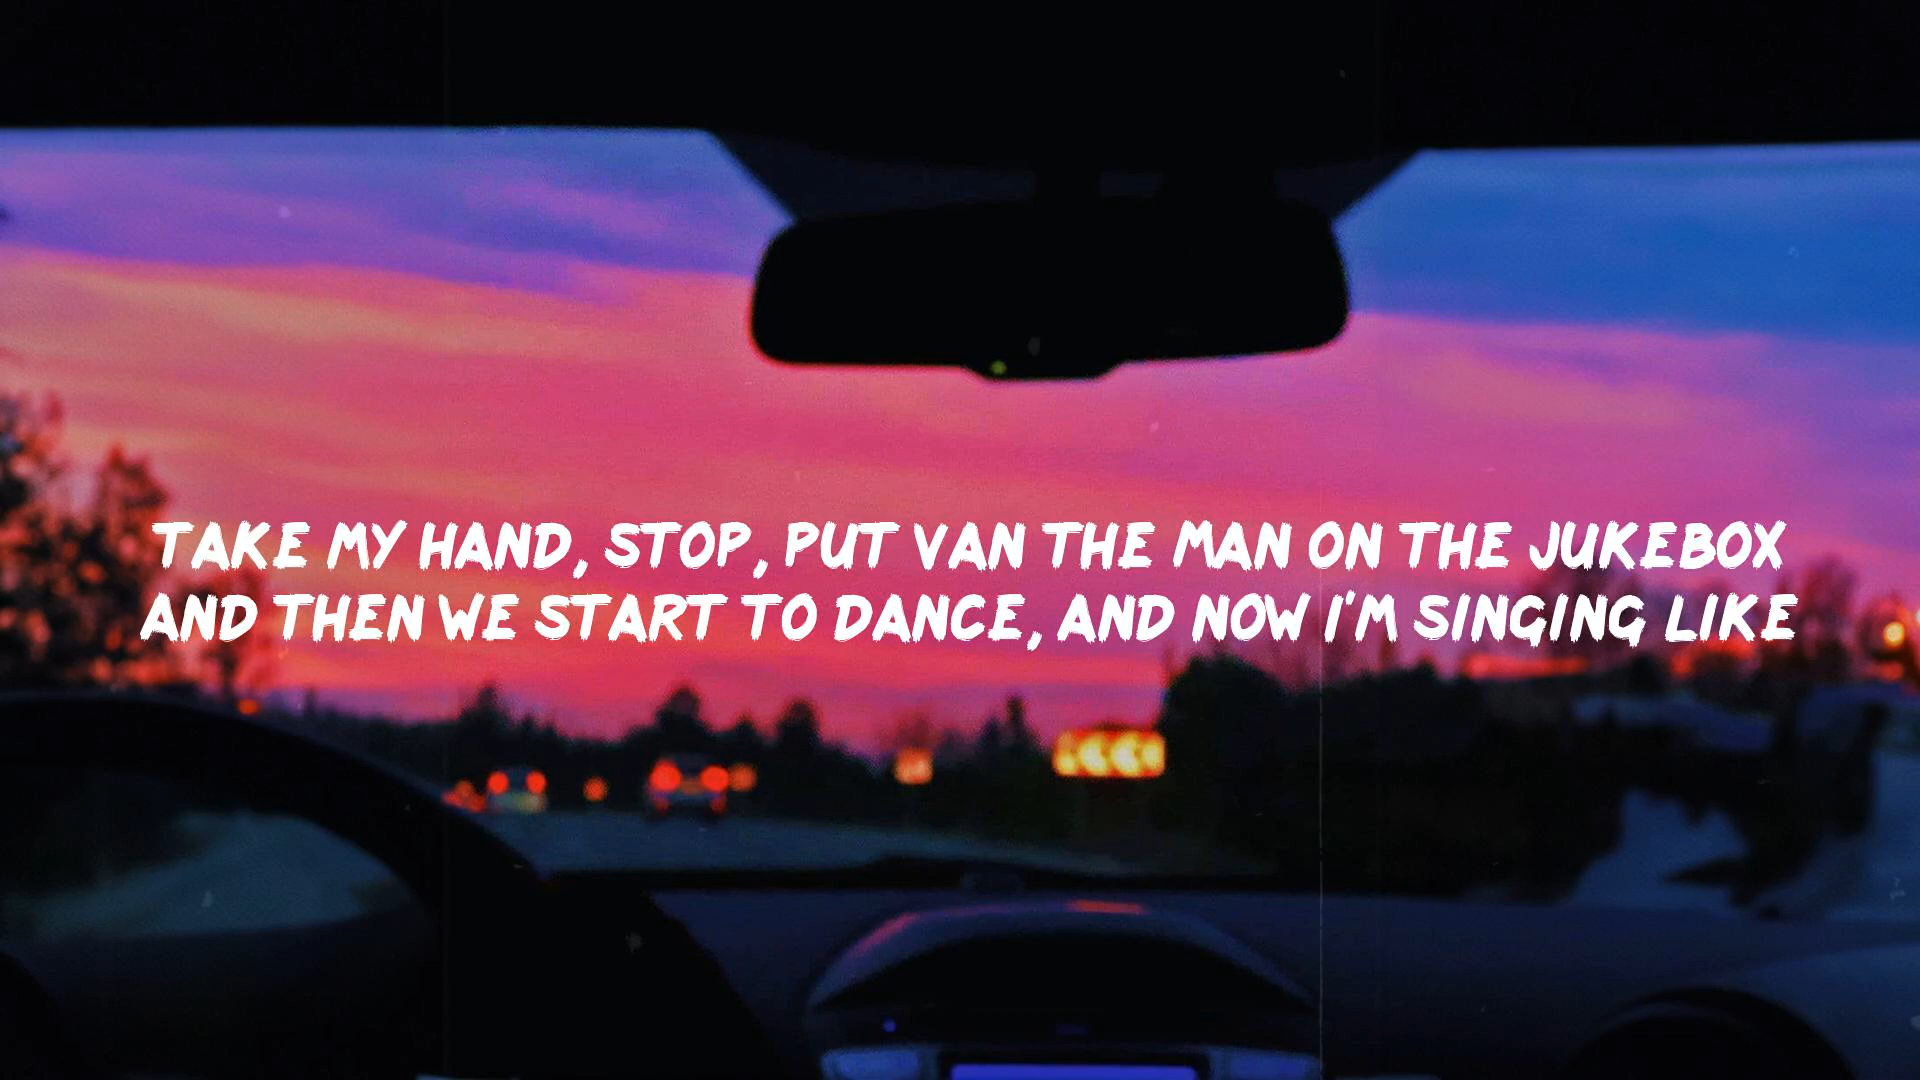 TAKE MY HAND, STOP, PUT VAN THE MAN ON THE JUKEBOX
AND THEN WE START TO DANCE, AND NOW I'M SINGING LIKE